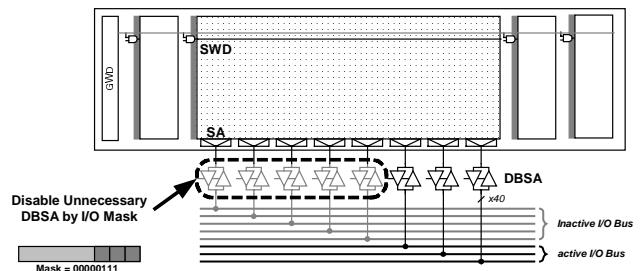 GWD
SWD
SA
DBSA
x40
Disable Unnecessary
DBSA by I/O Mask
Inactive I/O Bus
active I/O Bus
Mask = 00000111